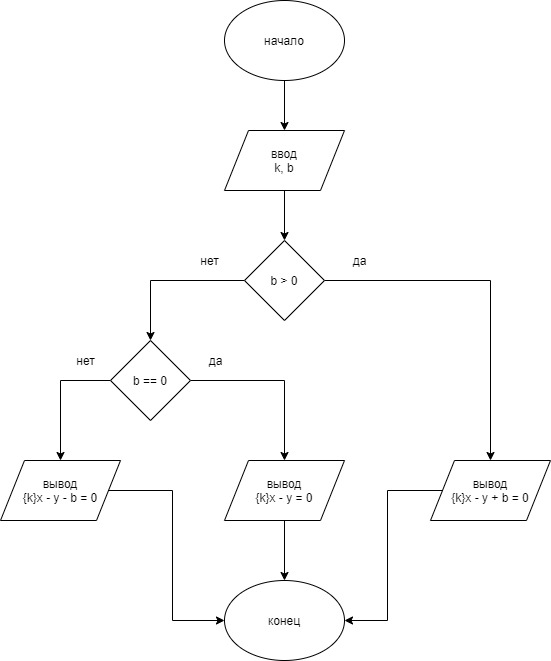 начало
ввод
k, b
нет
да
b > 0
нет
да
b == 0
вывод
{k}x - y - b = 0
вывод
{k}x - y = 0
вывод
{k}x - y + b = 0
конец